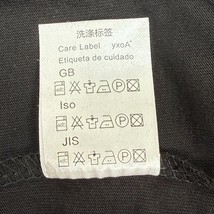 洗涤标签
Care Label yxoA"
Etiqueta de cuidado
GB
Iso
JIS